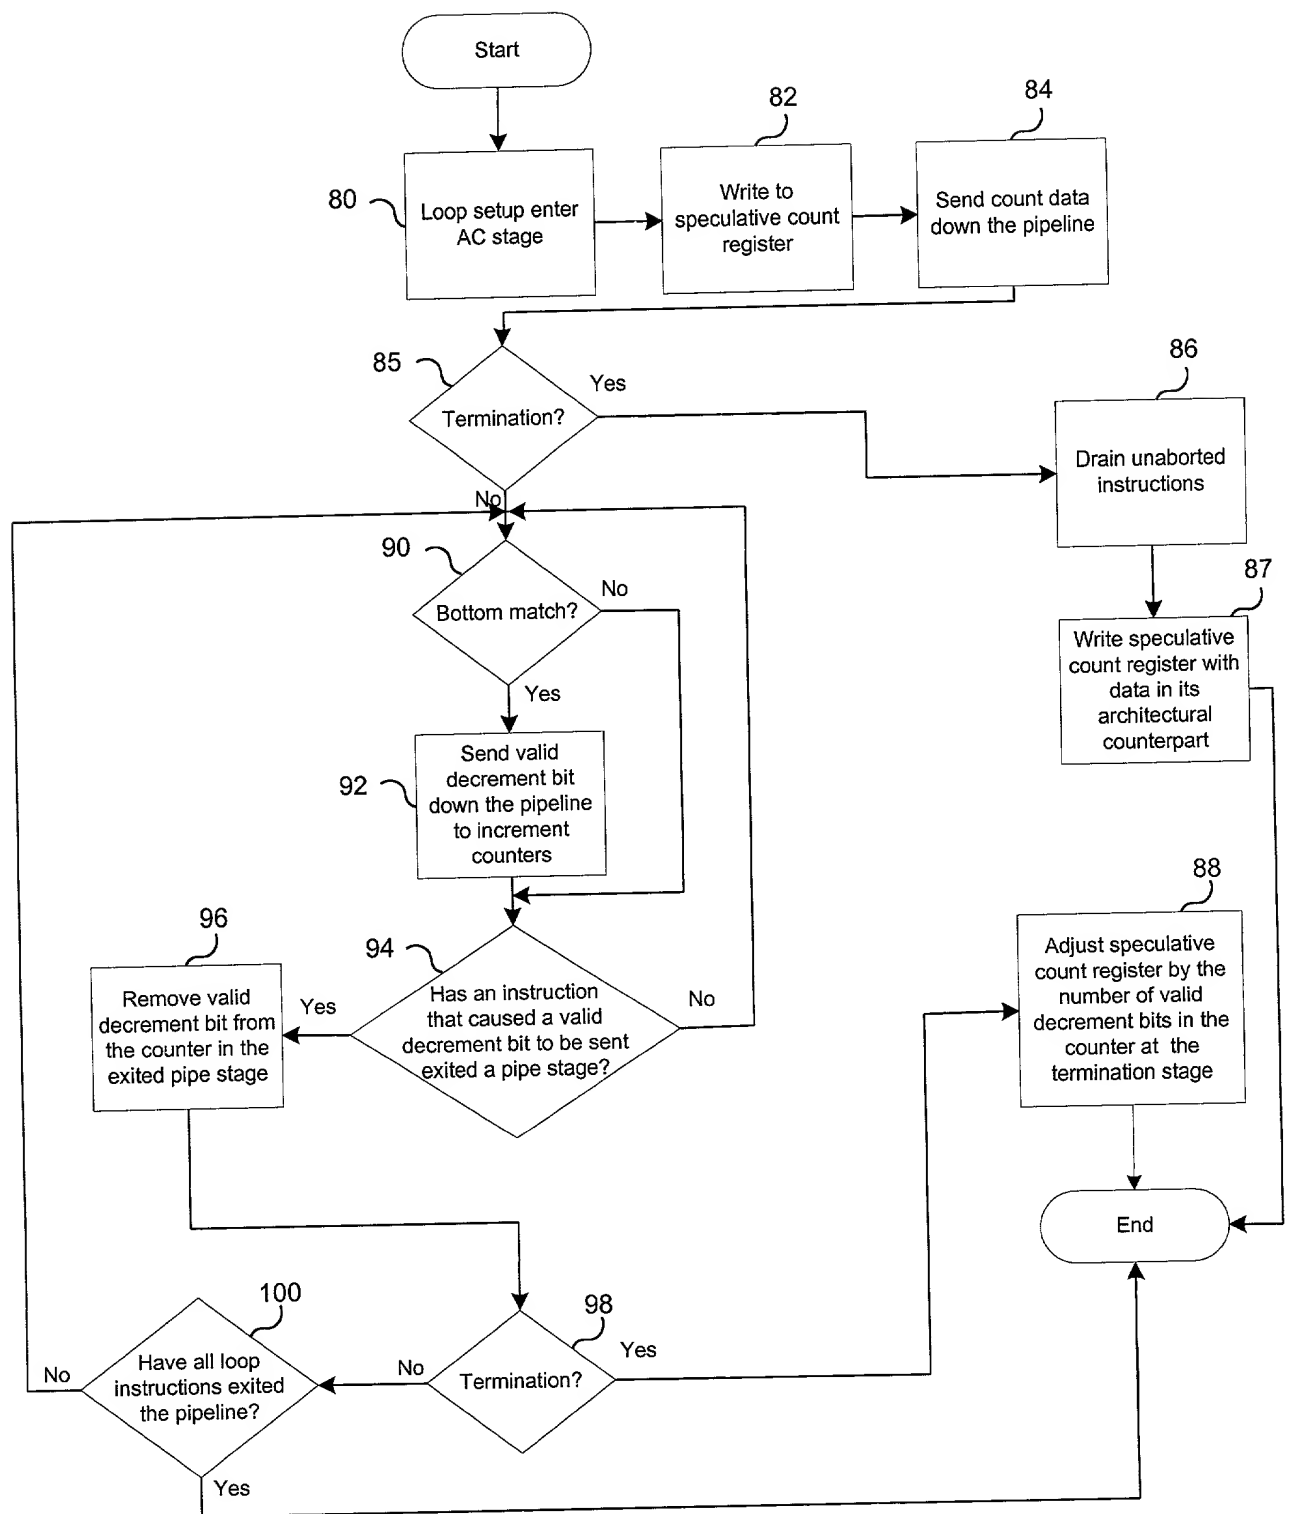 Start
80
Loop setup enter
AC stage
82
Write to
speculative count
register
84
Send count data
down the pipeline
85
Termination?
Yes
No
86
Drain unaborted
instructions
87
Write speculative
count register with
data in its
architectural
counterpart
90
Bottom match?
No
Yes
92
Send valid
decrement bit
down the pipeline
to increment
counters
94
Has an instruction
that caused a valid
decrement bit to be sent
exited a pipe stage?
Yes
No
96
Remove valid
decrement bit from
the counter in the
exited pipe stage
88
Adjust speculative
count register by the
number of valid
decrement bits in the
counter at the
termination stage
End
98
Termination?
Yes
No
100
Have all loop
instructions exited
the pipeline?
No
Yes